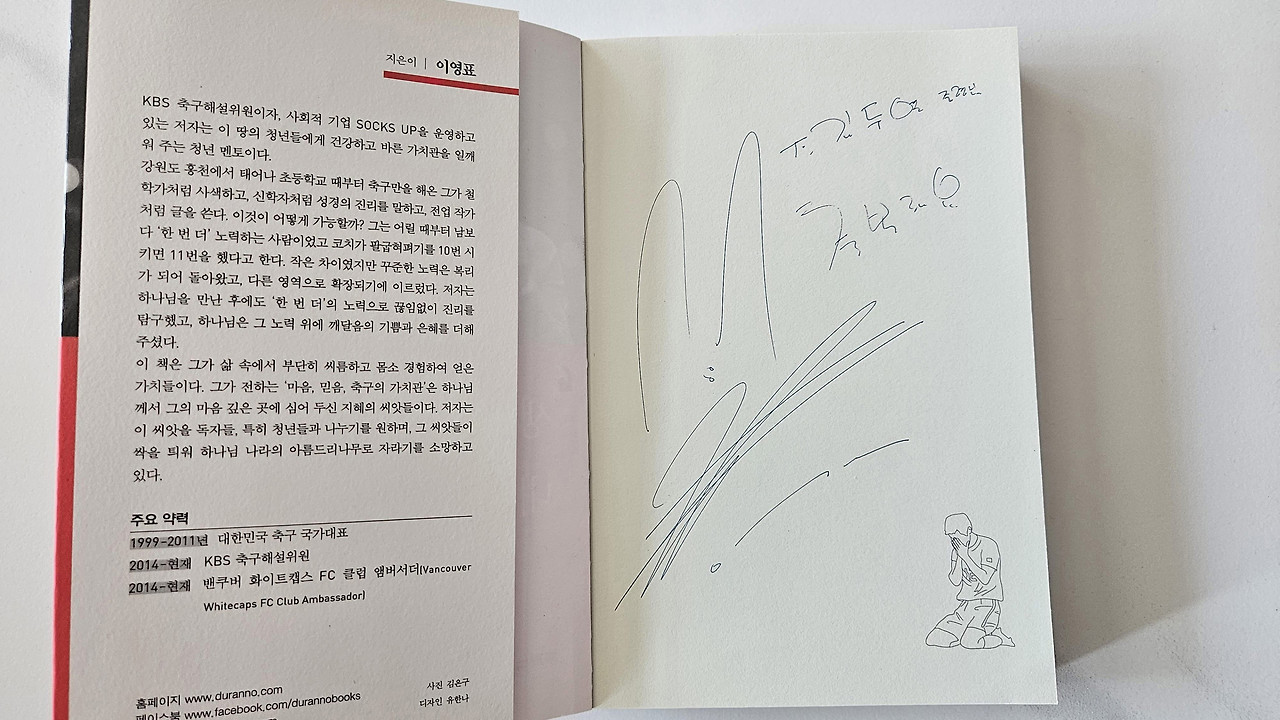 지은이 | 이영표
KBS 축구해설위원이자, 사회적 기업 SOCKS UP을 운영하고
있는 저자는 이 땅의 청년들에게 건강하고 바른 가치관을 일깨
워 주는 청년 멘토이다.
강원도 홍천에서 태어나 초등학교 때부터 축구만을 해온 그가 철
학가처럼 사색하고, 신학자처럼 성경의 진리를 말하고, 전업 작가
처럼 글을 쓴다. 이것이 어떻게 가능할까? 그는 어릴 때부터 남보
다 '한 번 더' 노력하는 사람이었고 코치가 팔굽혀펴기를 10번 시
키면 11번을 했다고 한다. 작은 차이였지만 꾸준한 노력은 복리
가 되어 돌아왔고, 다른 영역으로 확장되기에 이르렀다. 저자는
하나님을 만난 후에도 '한 번 더'의 노력으로 끊임없이 진리를
탐구했고, 하나님은 그 노력 위에 깨달음의 기쁨과 은혜를 더해
주셨다.
이 책은 그가 삶 속에서 부단히 씨름하고 몸소 경험하여 얻은
가치들이다. 그가 전하는 '마음, 믿음, 축구의 가치관'은 하나님
께서 그의 마음 깊은 곳에 심어 두신 지혜의 씨앗들이다. 저자는
이 씨앗을 독자들, 특히 청년들과 나누기를 원하며, 그 씨앗들이
싹을 틔워 하나님 나라의 아름드리나무로 자라기를 소망하고
있다.
주요 약력
1999-2011년 대한민국 축구 국가대표
2014-현재 KBS 축구해설위원
2014-현재 밴쿠버 화이트캡스 FC 클럽 앰버서더(Vancouver
Whitecaps FC Club Ambassador)
홈페이지 www.duranno.com
페이스북 www.facebook.com/durannobooks
사진 김은구
디자인 유한나
김두
축복